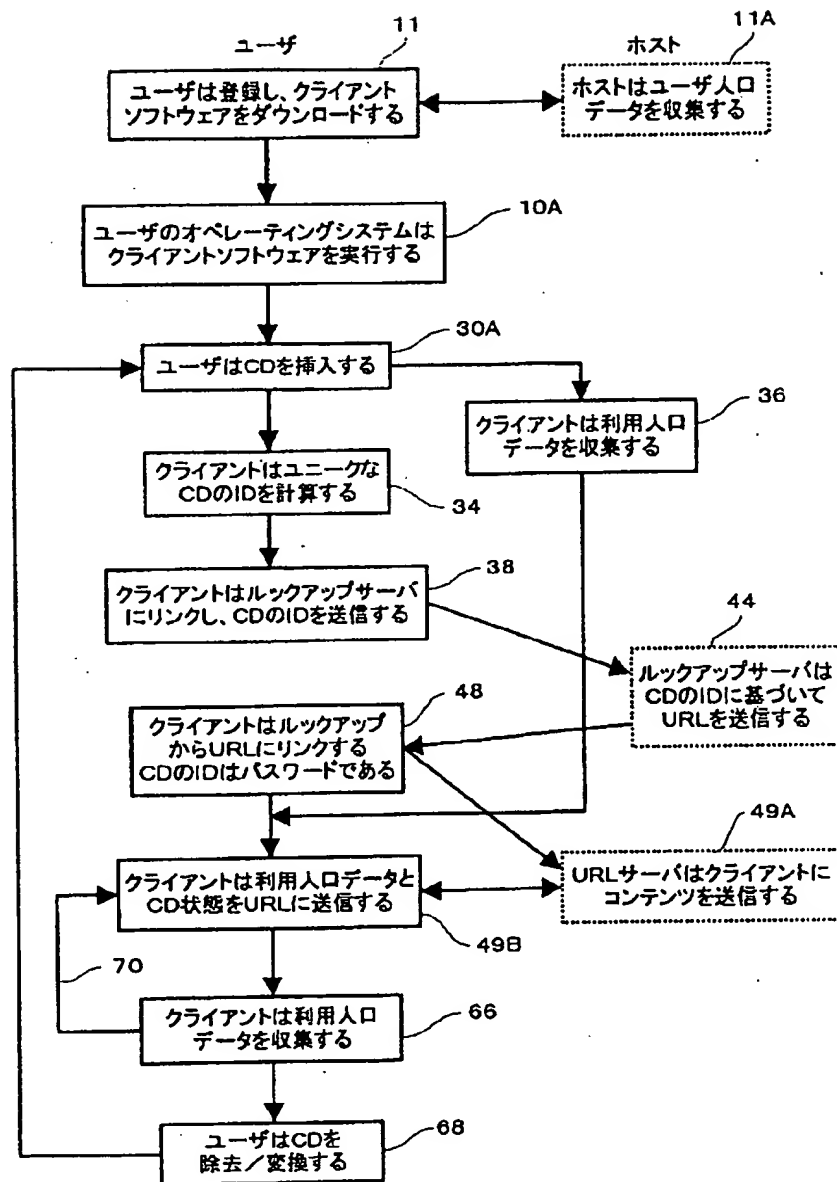 ユーザ
11
ホスト
11A
ユーザは登録し、クライアント
ソフトウェアをダウンロードする
ホストはユーザ人口
データを収集する
10A
ユーザのオペレーティングシステムは
クライアントソフトウェアを実行する
30A
ユーザはCDを挿入する
36
クライアントは利用人口
データを収集する
クライアントはユニークな
CDのIDを計算する
34
38
クライアントはルックアップサーバ
にリンクし、CDのIDを送信する
44
ルックアップサーバは
CDのIDに基づいて
URLを送信する
48
クライアントはルックアップ
からURLにリンクする
CDのIDはパスワードである
49A
クライアントは利用人口データと
CD状態をURLに送信する
URLサーバはクライアントに
コンテンツを送信する
49B
70
クライアントは利用人口
データを収集する
66
ユーザはCDを
除去/変換する
68